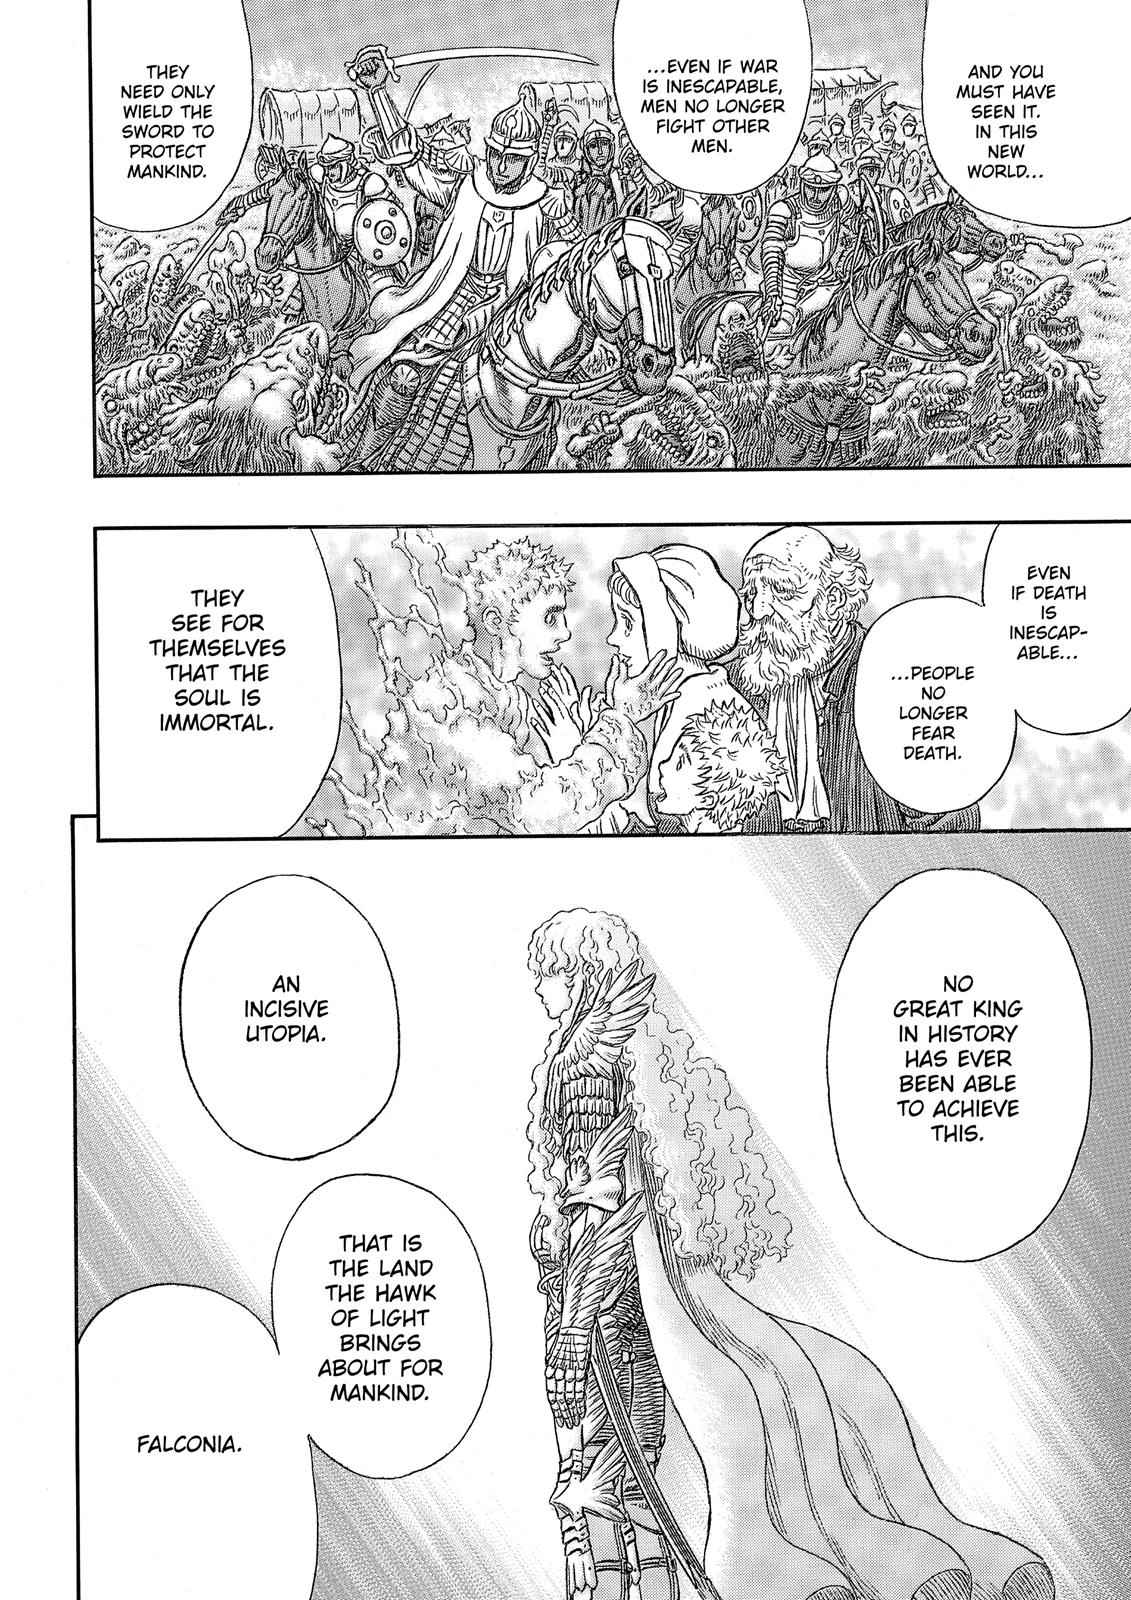 AND YOU
MUST HAVE
SEEN IT.
IN THIS
NEW
WORLD...
...EVEN IF WAR
IS INESCAPABLE,
MEN NO LONGER
FIGHT OTHER
MEN.
THEY
NEED ONLY
WIELD THE
SWORD TO
PROTECT
MANKIND.
EVEN
IF DEATH
IS
INESCAP-
ABLE...
...PEOPLE
NO
LONGER
FEAR
DEATH.
THEY
SEE FOR
THEMSELVES
THAT THE
SOUL IS
IMMORTAL.
NO
GREAT KING
IN HISTORY
HAS EVER
BEEN ABLE
TO ACHIEVE
THIS.
AN
INCISIVE
UTOPIA.
THAT IS
THE LAND
THE HAWK
OF LIGHT
BRINGS
ABOUT FOR
MANKIND.
FALCONIA.